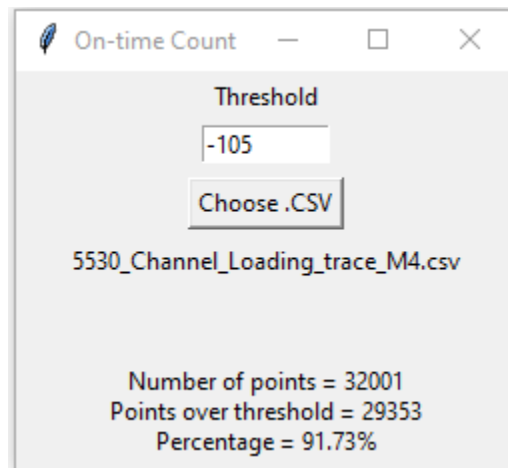 On-time Count
Threshold
-105
Choose .CSV
5530_Channel_Loading_trace_M4.csv
Number of points = 32001
Points over threshold = 29353
Percentage = 91.73%